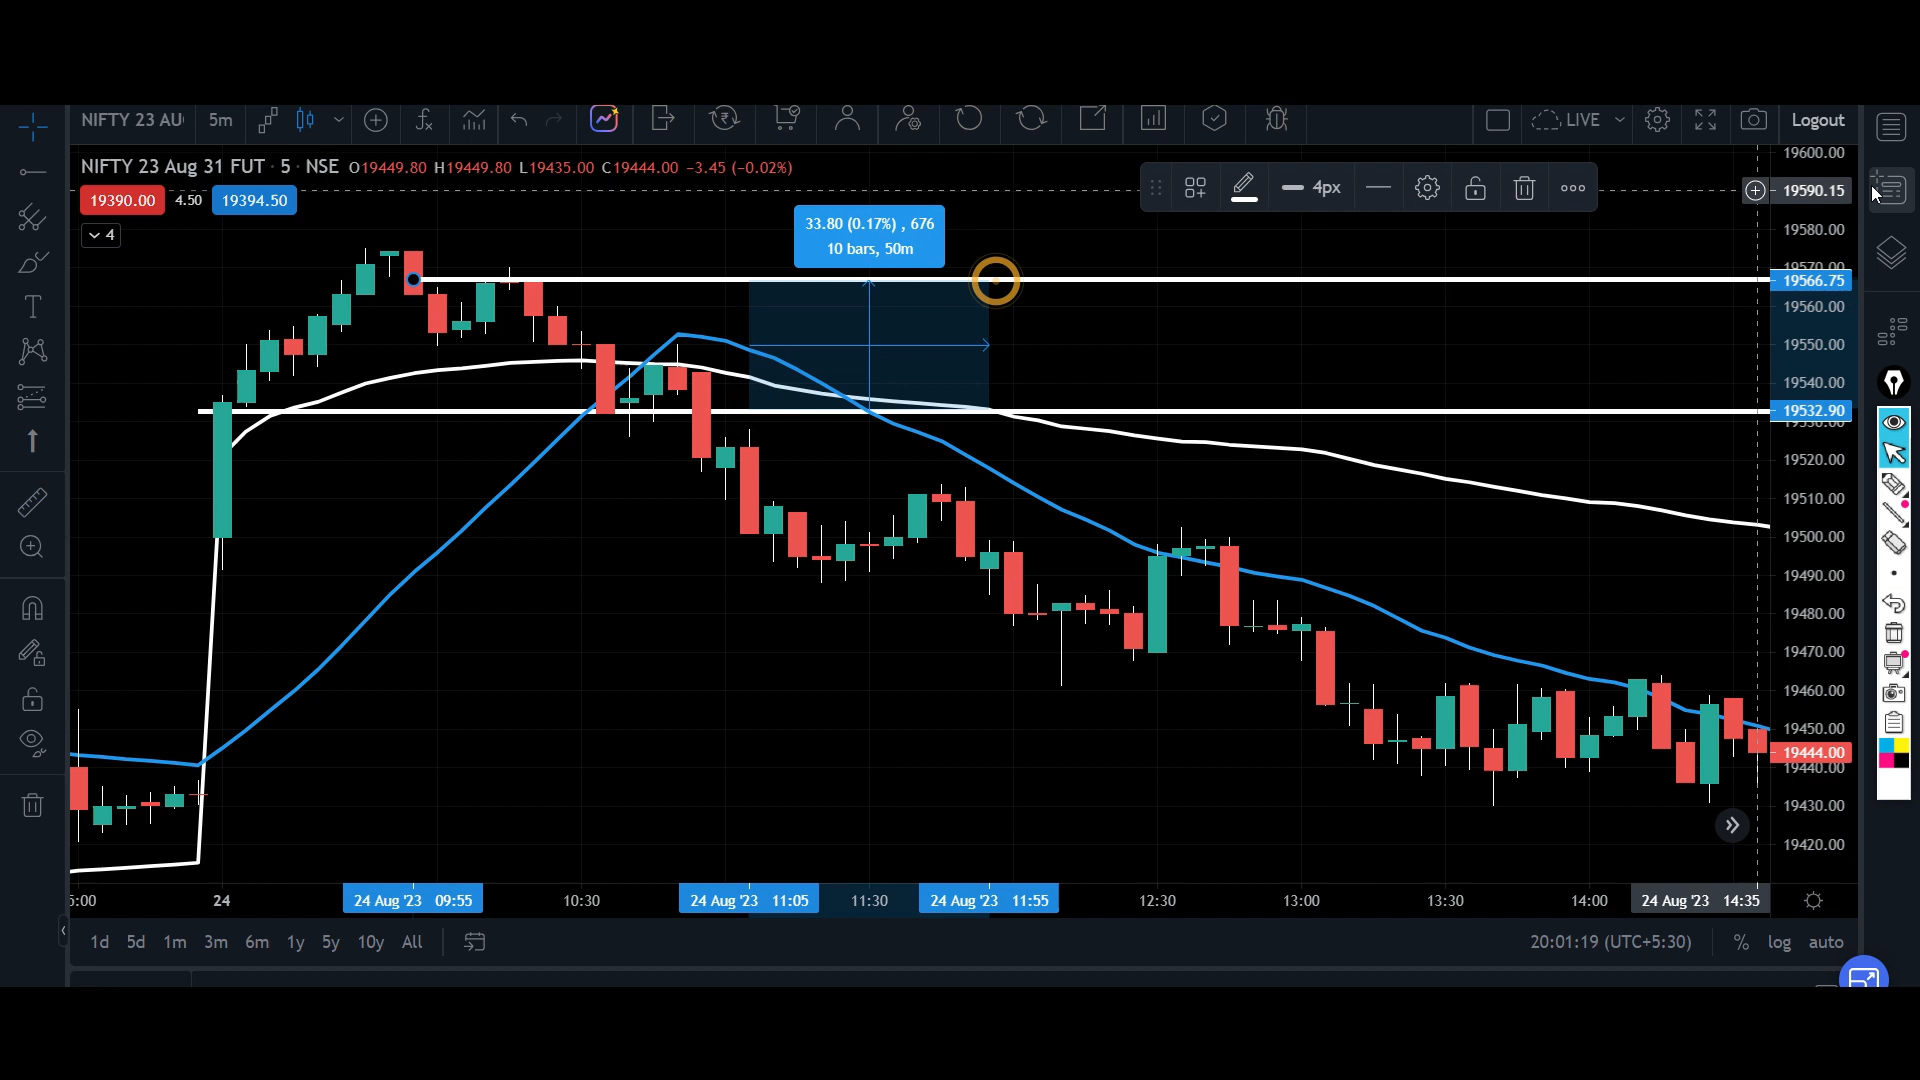 NIFTY 23 AU 5m LIVE Logout
NIFTY 23 Aug 31 FUT · 5 · NSE O19449.80 H19449.80 L19435.00 C19444.00 -3.45 (-0.02%)
19390.00 4.50 19394.50
4
4px
33.80 (0.17%) , 676
10 bars, 50m
19600.00
19590.15
19580.00
19570.00
19566.75
19560.00
19550.00
19540.00
19532.90
19530.00
19520.00
19510.00
19500.00
19490.00
19480.00
19470.00
19460.00
19450.00
19444.00
19440.00
19430.00
19420.00
5:00 24 24 Aug '23 09:55 10:30 24 Aug '23 11:05 11:30 24 Aug '23 11:55 12:30 13:00 13:30 14:00 24 Aug '23 14:35
1d 5d 1m 3m 6m 1y 5y 10y All 20:01:19 (UTC+5:30) % log auto